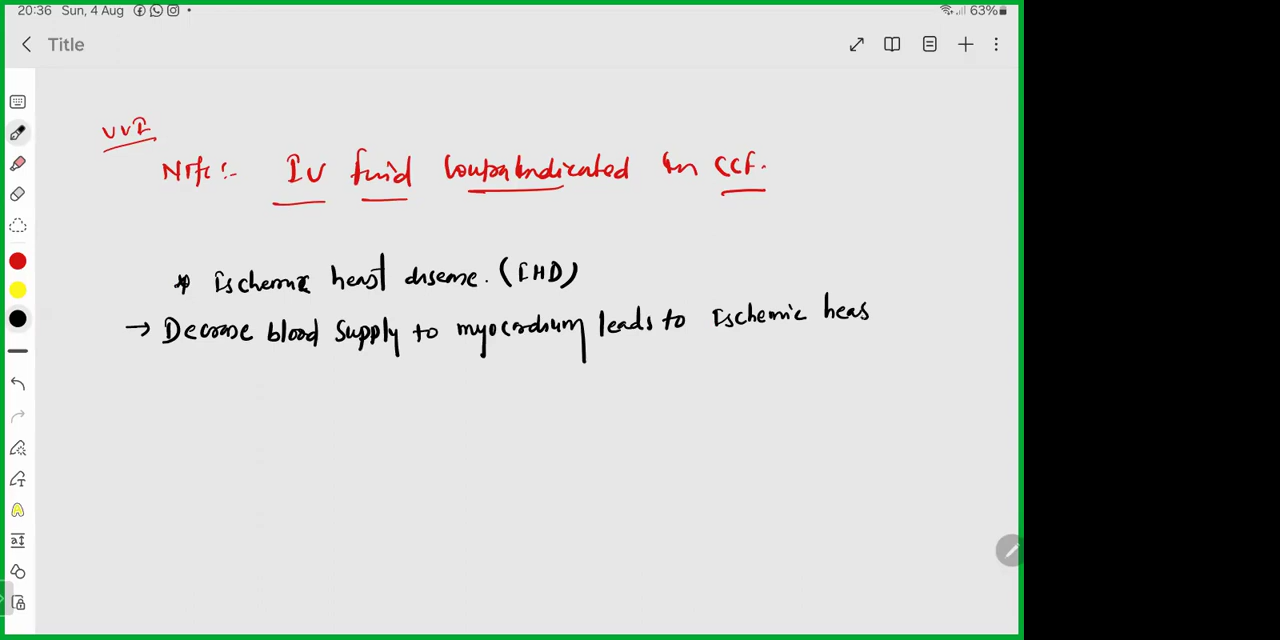 20:36 Sun, 4 Aug 63%
Title
VVI
Note:- IV fluid Contraindicated in CCF.
* Ischemic heart disease. (IHD)
→ Decrease blood supply to myocardium leads to Ischemic heas